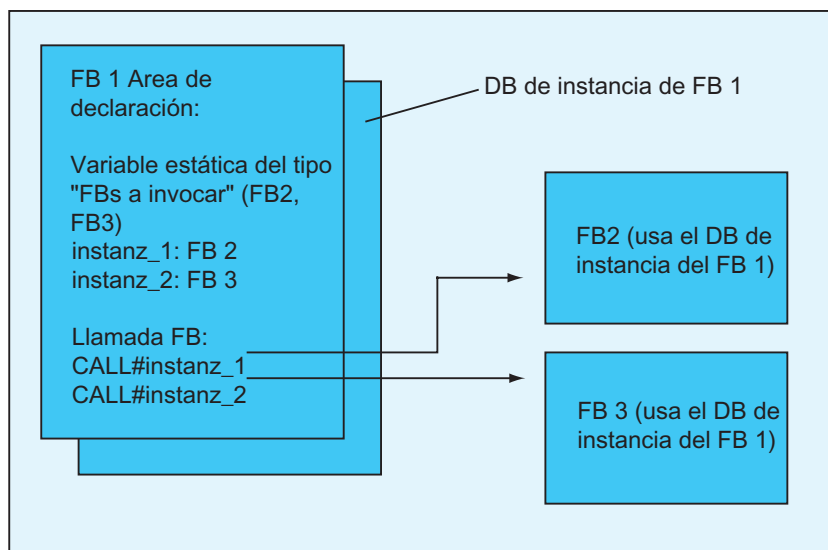 FB 1 Area de
declaración:
Variable estática del tipo
"FBs a invocar" (FB2,
FB3)
instanz_1: FB 2
instanz_2: FB 3
Llamada FB:
CALL#instanz_1
CALL#instanz_2
DB de instancia de FB 1
FB2 (usa el DB de
instancia del FB 1)
FB 3 (usa el DB de
instancia del FB 1)